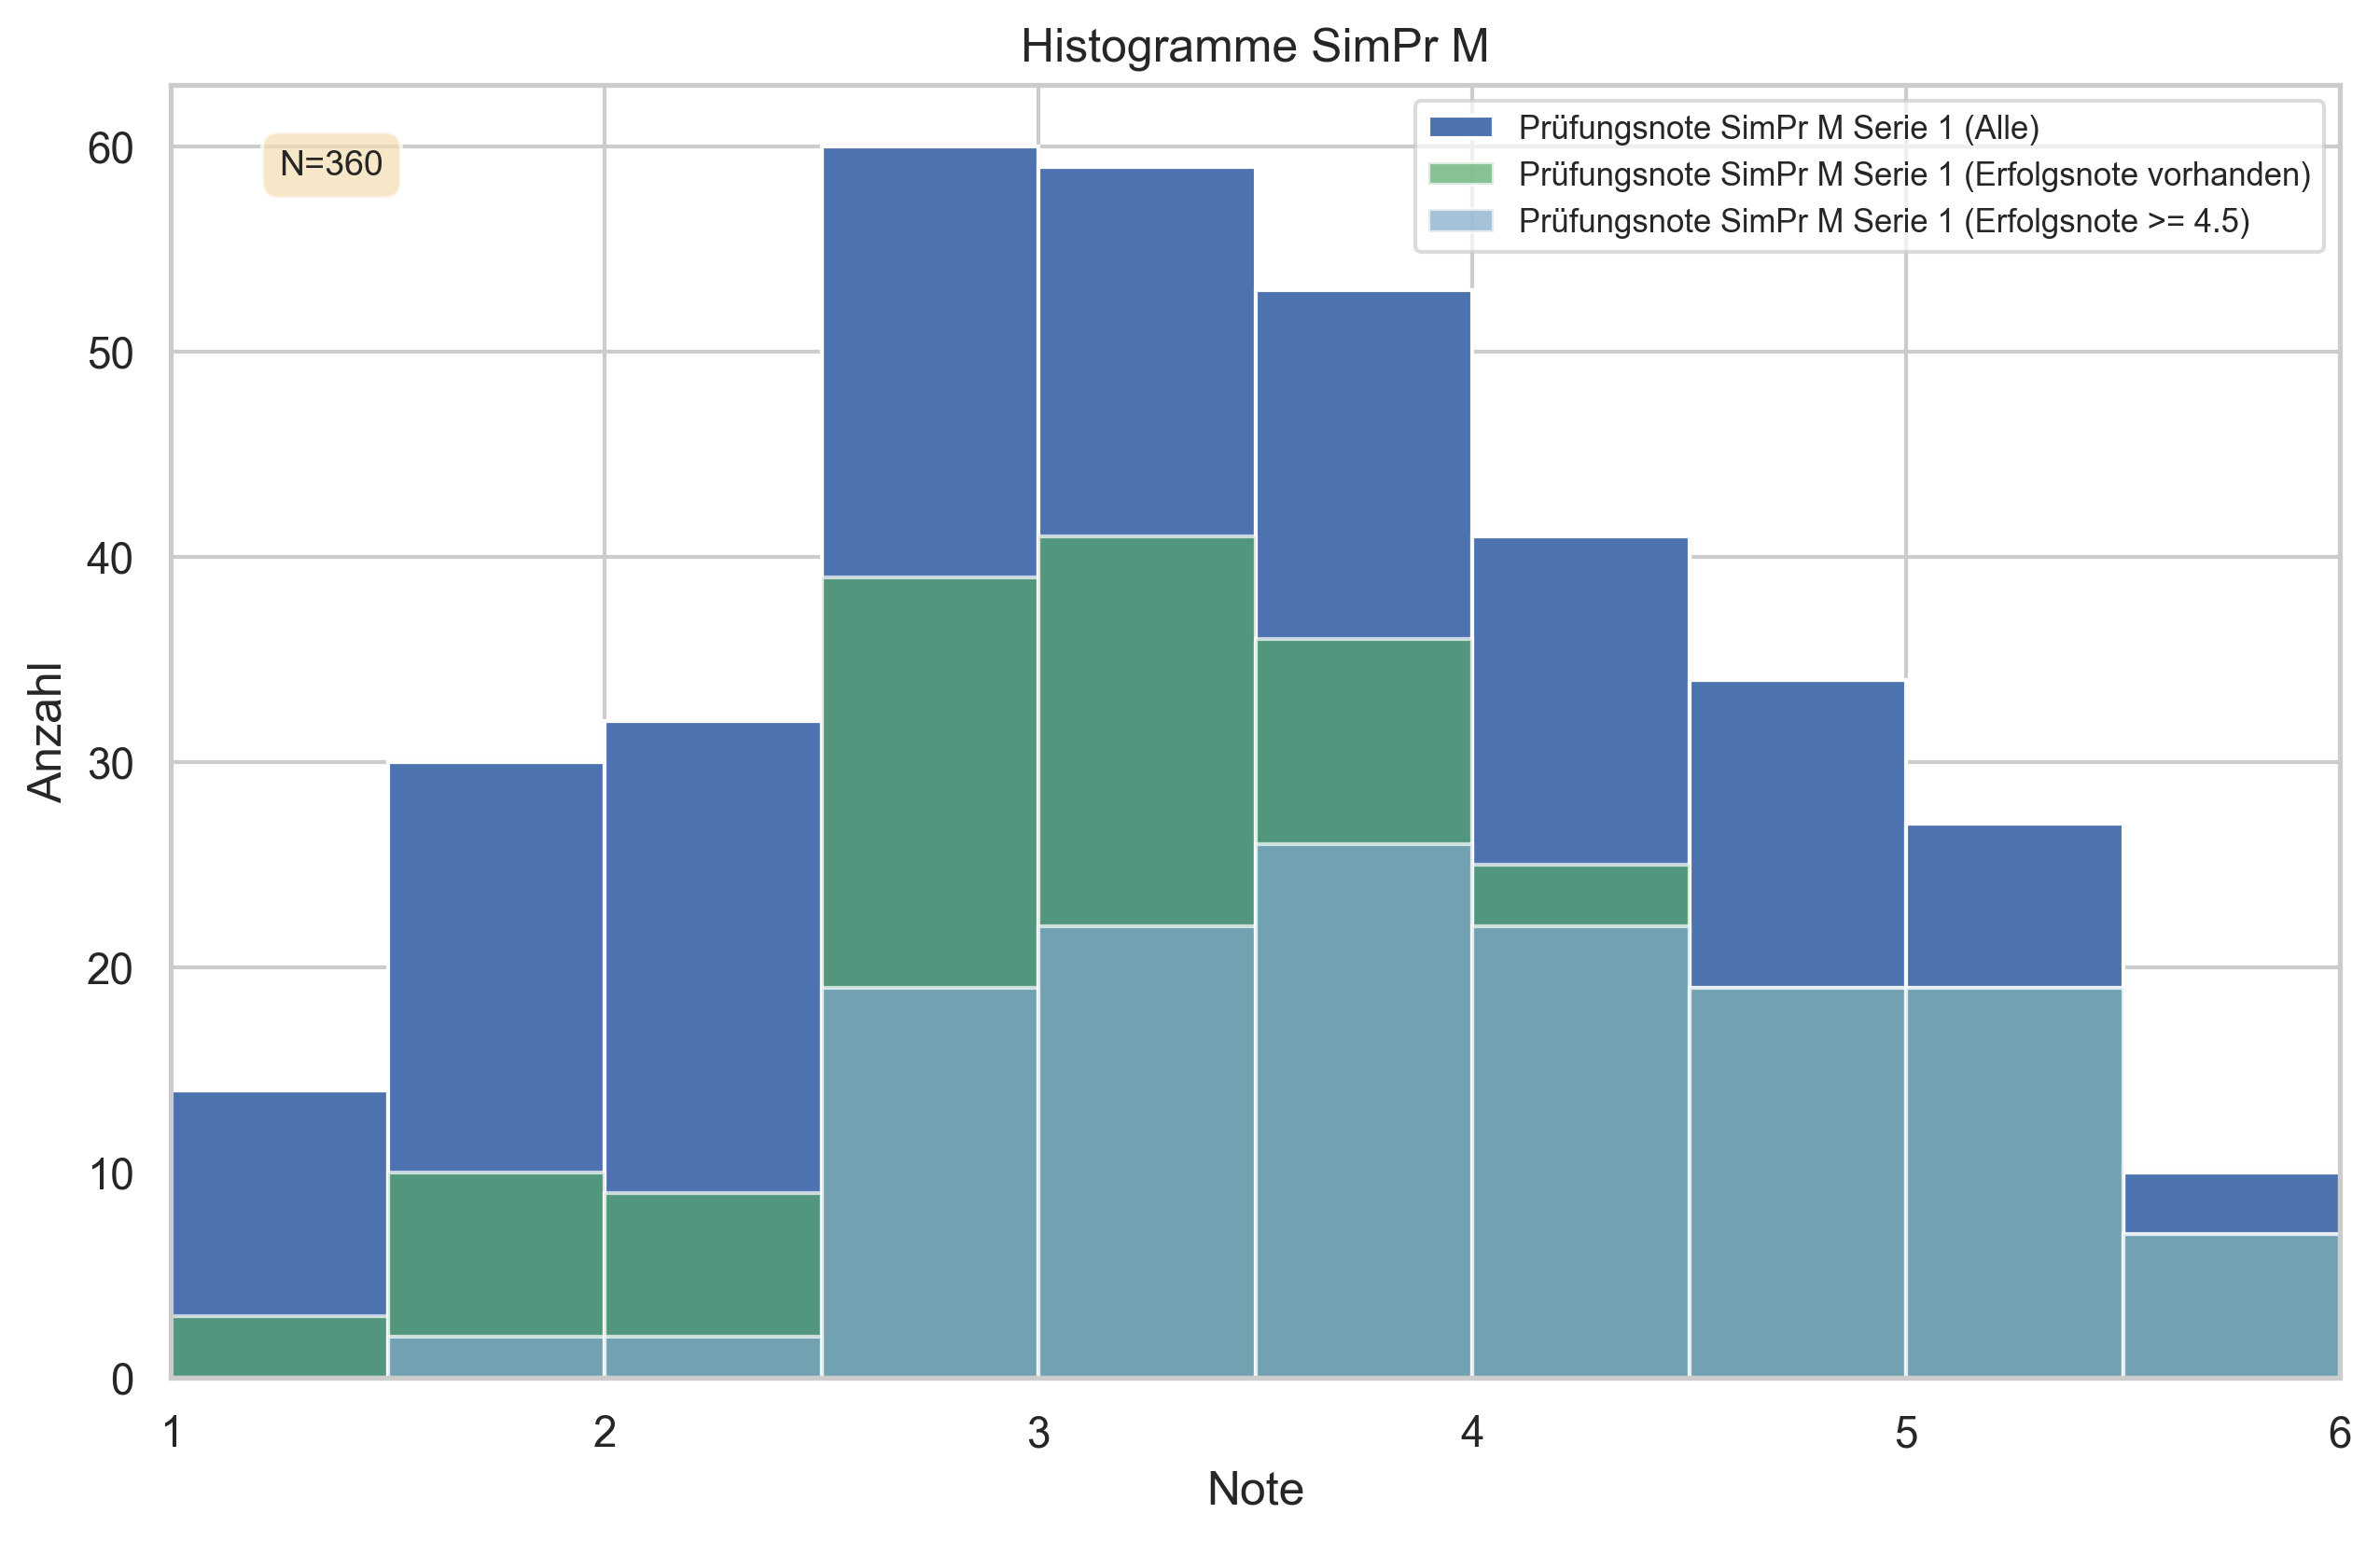 Histogramme SimPr M
N=360
Prüfungsnote SimPr M Serie 1 (Alle)
Prüfungsnote SimPr M Serie 1 (Erfolgsnote vorhanden)
Prüfungsnote SimPr M Serie 1 (Erfolgsnote >= 4.5)
Anzahl
60
50
40
30
20
10
0
1 2 3 4 5 6
Note